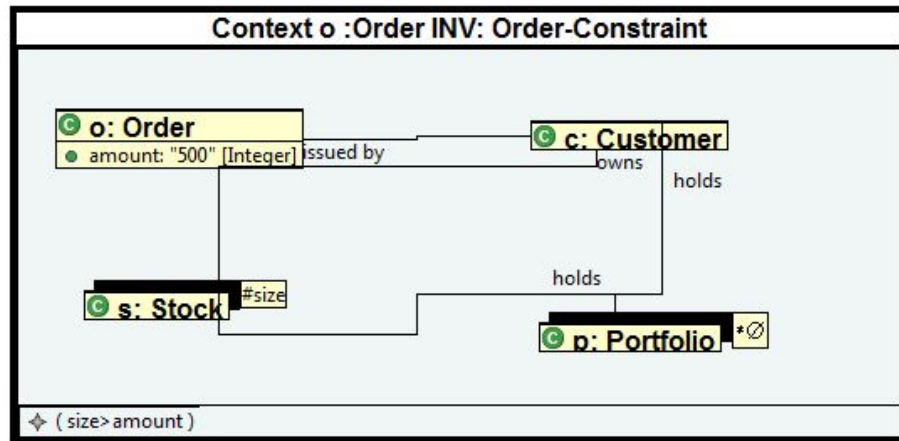 Context o :Order INV: Order-Constraint
C o: Order
amount: "500" [Integer]
issued by
C c: Customer
owns
holds
holds
C s: Stock
#size
C p: Portfolio
*∅
( size>amount )